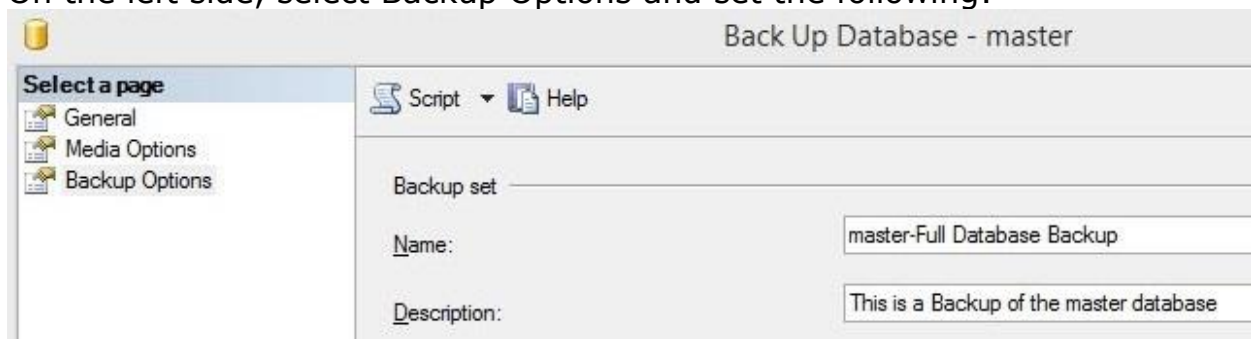 On the left side, select Backup Options and set the following:
Back Up Database - master
Select a page
General
Media Options
Backup Options
Script
Help
Backup set
Name:
master-Full Database Backup
Description:
This is a Backup of the master database